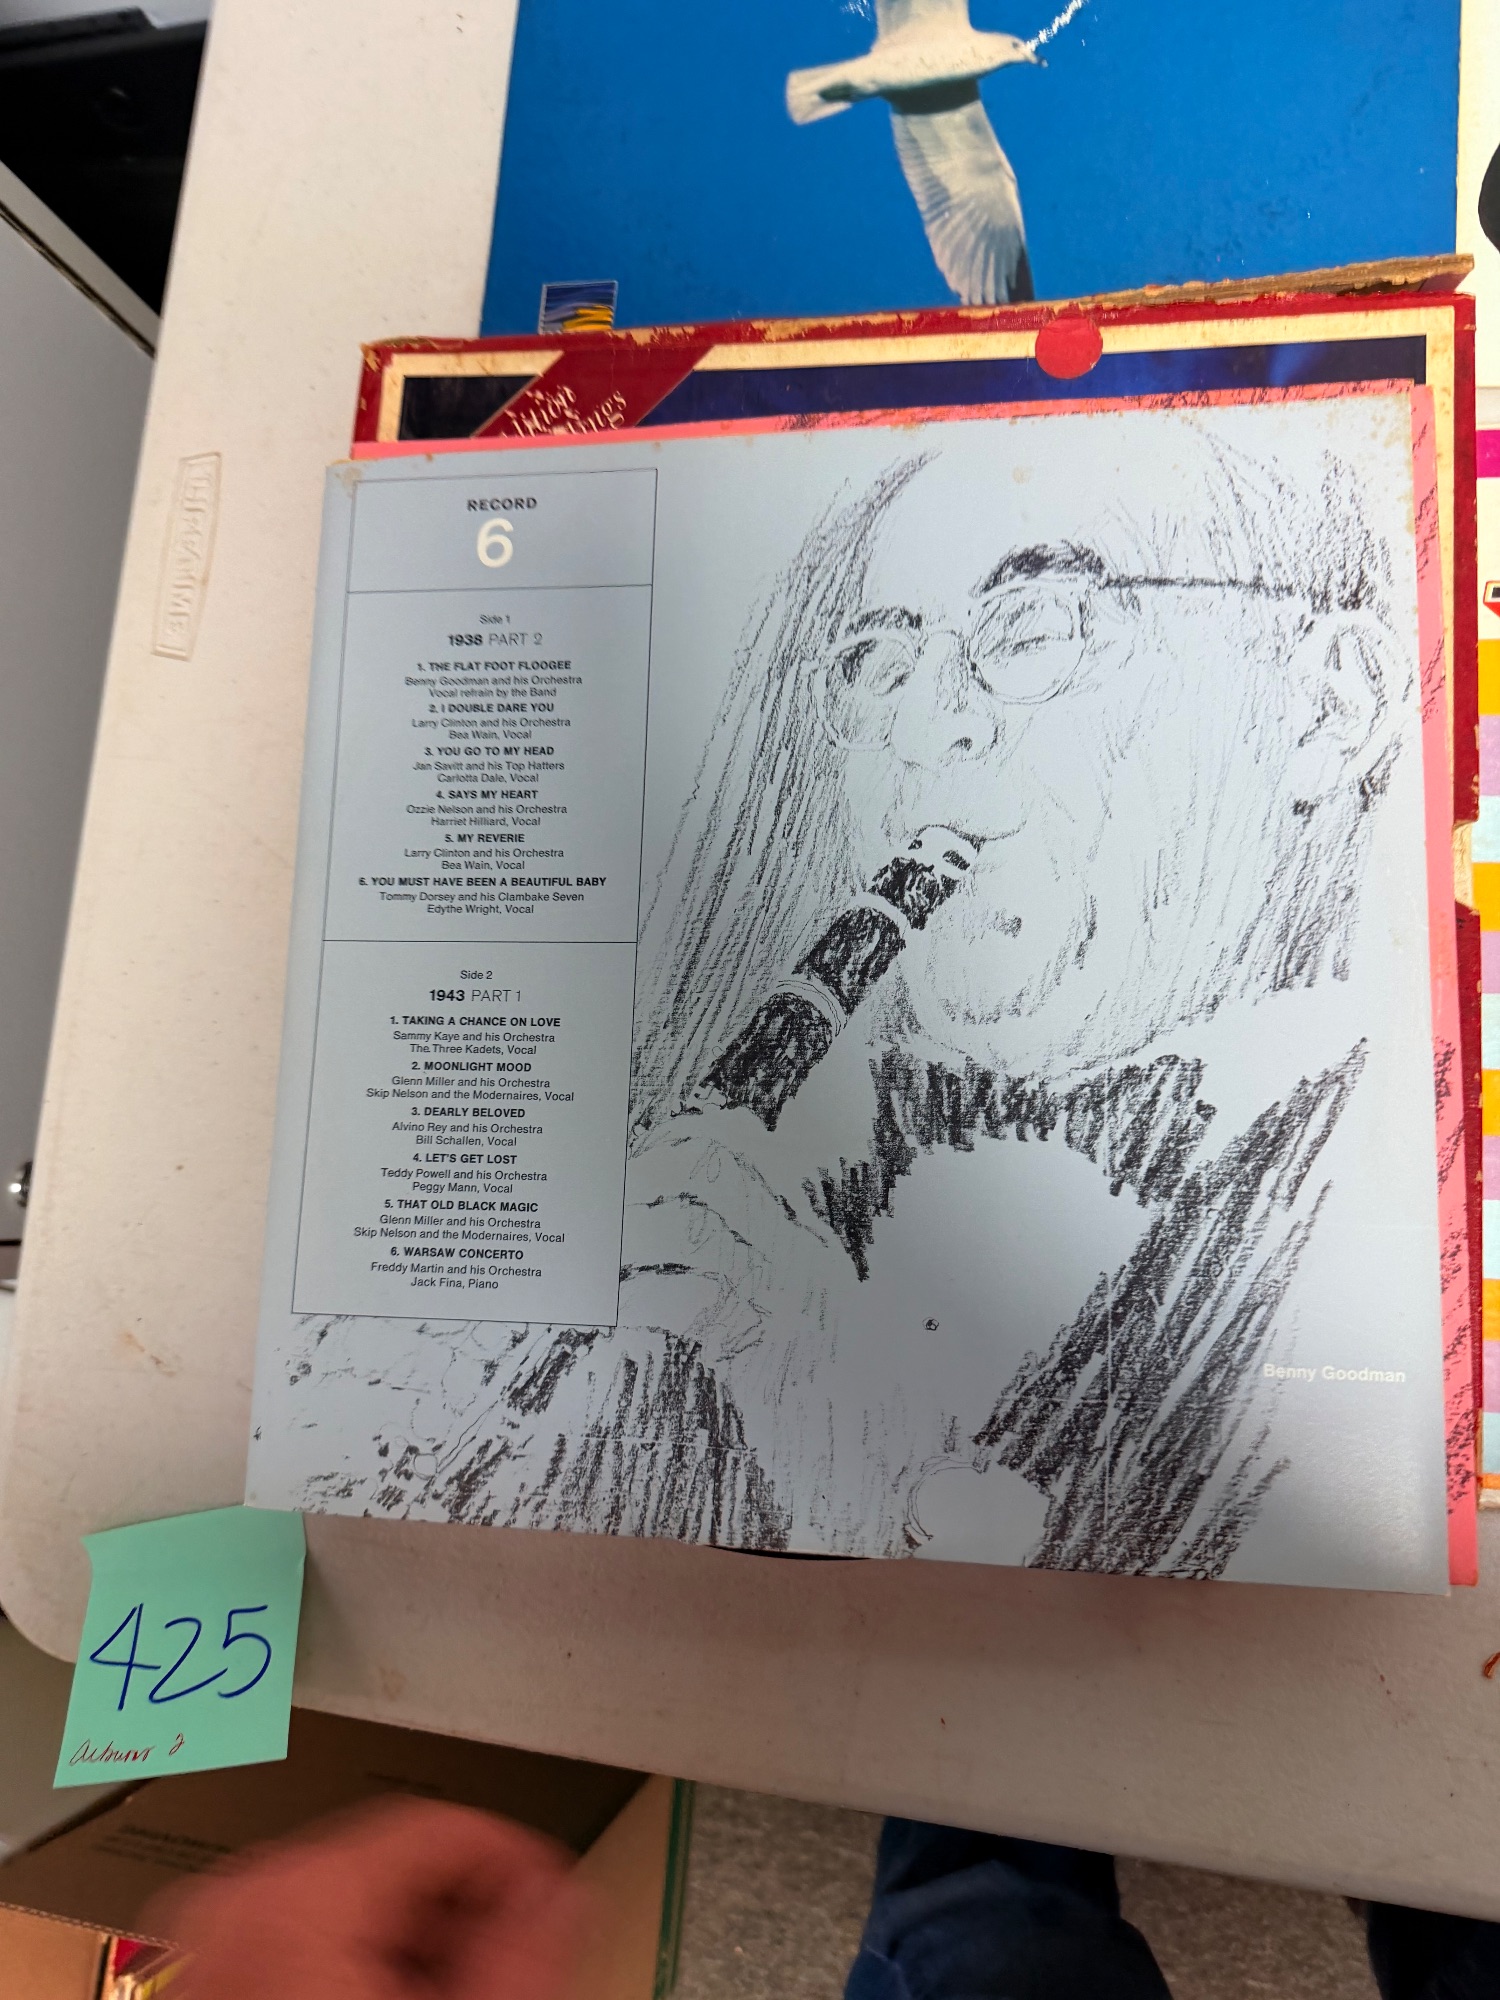 RECORD
6
Side 1
1938 PART 2
1. THE FLAT FOOT FLOOGEE
Benny Goodman and his Orchestra
Vocal refrain by the Band
2. I DOUBLE DARE YOU
Larry Clinton and his Orchestra
Bea Wain, Vocal
3. YOU GO TO MY HEAD
Jan Savitt and his Top Hatters
Carlotta Dale, Vocal
4. SAYS MY HEART
Ozzie Nelson and his Orchestra
Harriet Hilliard, Vocal
5. MY REVERIE
Larry Clinton and his Orchestra
Bea Wain, Vocal
6. YOU MUST HAVE BEEN A BEAUTIFUL BABY
Tommy Dorsey and his Clambake Seven
Edythe Wright, Vocal
Side 2
1943 PART 1
1. TAKING A CHANCE ON LOVE
Sammy Kaye and his Orchestra
The Three Kadets, Vocal
2. MOONLIGHT MOOD
Glenn Miller and his Orchestra
Skip Nelson and the Modernaires, Vocal
3. DEARLY BELOVED
Alvino Rey and his Orchestra
Bill Schallen, Vocal
4. LET'S GET LOST
Teddy Powell and his Orchestra
Peggy Mann, Vocal
5. THAT OLD BLACK MAGIC
Glenn Miller and his Orchestra
Skip Nelson and the Modernaires, Vocal
6. WARSAW CONCERTO
Freddy Martin and his Orchestra
Jack Fina, Piano
Benny Goodman
425